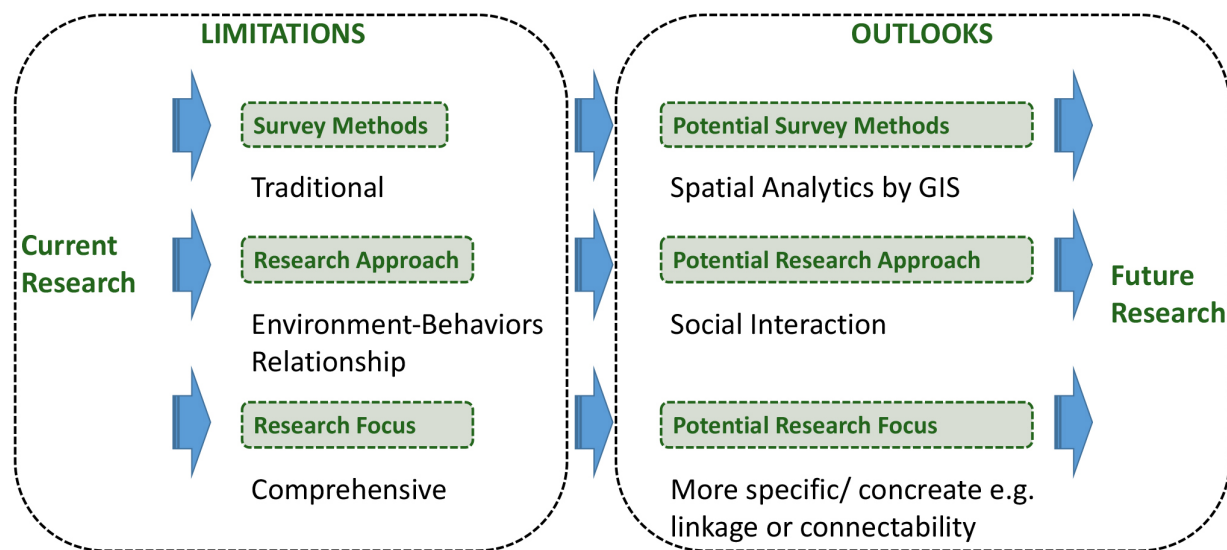 LIMITATIONS
OUTLOOKS
Survey Methods
Potential Survey Methods
Traditional
Spatial Analytics by GIS
Current
Research
Research Approach
Potential Research Approach
Future
Research
Environment-Behaviors
Relationship
Social Interaction
Research Focus
Potential Research Focus
Comprehensive
More specific/ concreate e.g.
linkage or connectability